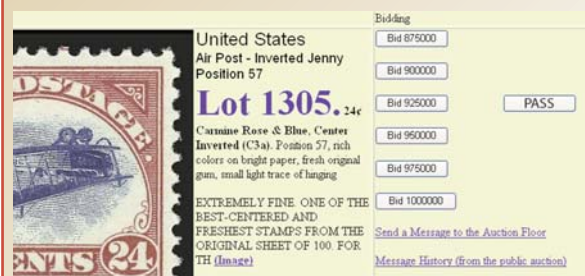 POSTAGE
CENTS 24
United States
Air Post - Inverted Jenny
Position 57
Lot 1305. 24c
Carmine Rose & Blue, Center
Inverted (C3a). Position 57, rich
colors on bright paper, fresh original
gum, small light trace of hinging
EXTREMELY FINE. ONE OF THE
BEST-CENTERED AND
FRESHEST STAMPS FROM THE
ORIGINAL SHEET OF 100. FOR
TH (Image)
Bidding
Bid 875000
Bid 900000
Bid 925000
PASS
Bid 950000
Bid 975000
Bid 1000000
Send a Message to the Auction Floor
Message History (from the public auction)